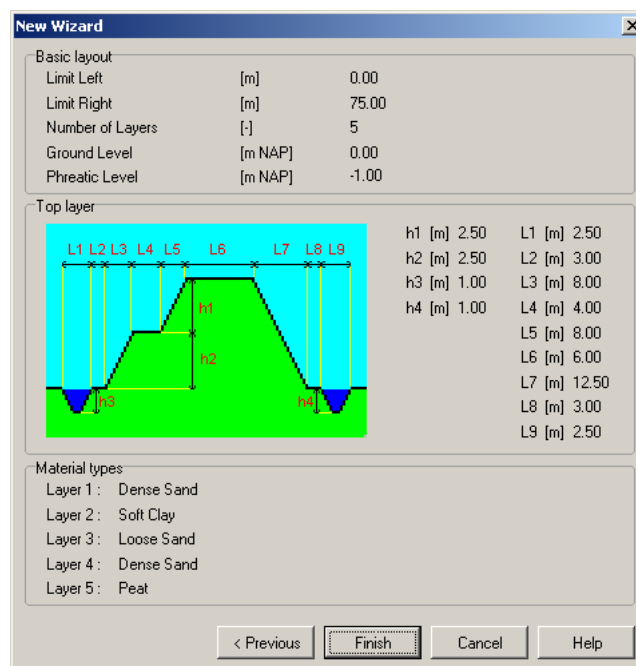 New Wizard
Basic layout
Limit Left [m] 0.00
Limit Right [m] 75.00
Number of Layers [-] 5
Ground Level [m NAP] 0.00
Phreatic Level [m NAP] -1.00
Top layer
L1 L2 L3 L4 L5 L6 L7 L8 L9
h1
h2
h3
h4
h1 [m] 2.50 L1 [m] 2.50
h2 [m] 2.50 L2 [m] 3.00
h3 [m] 1.00 L3 [m] 8.00
h4 [m] 1.00 L4 [m] 4.00
L5 [m] 8.00
L6 [m] 6.00
L7 [m] 12.50
L8 [m] 3.00
L9 [m] 2.50
Material types
Layer 1 : Dense Sand
Layer 2 : Soft Clay
Layer 3 : Loose Sand
Layer 4 : Dense Sand
Layer 5 : Peat
< Previous Finish Cancel Help